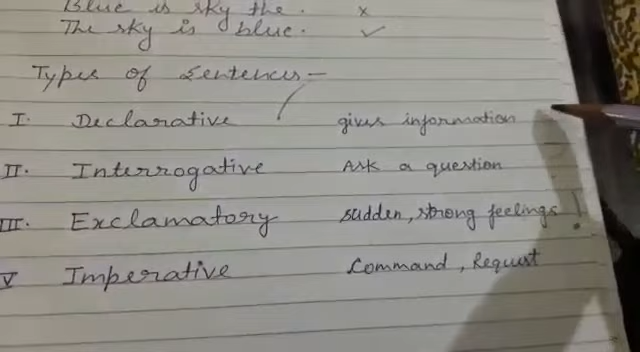 Blue is sky the. x
The sky is blue. ✓
Types of Sentences —
I. Declarative gives information
II. Interrogative Ask a question
III. Exclamatory sudden, strong feelings!
V Imperative Command, Request